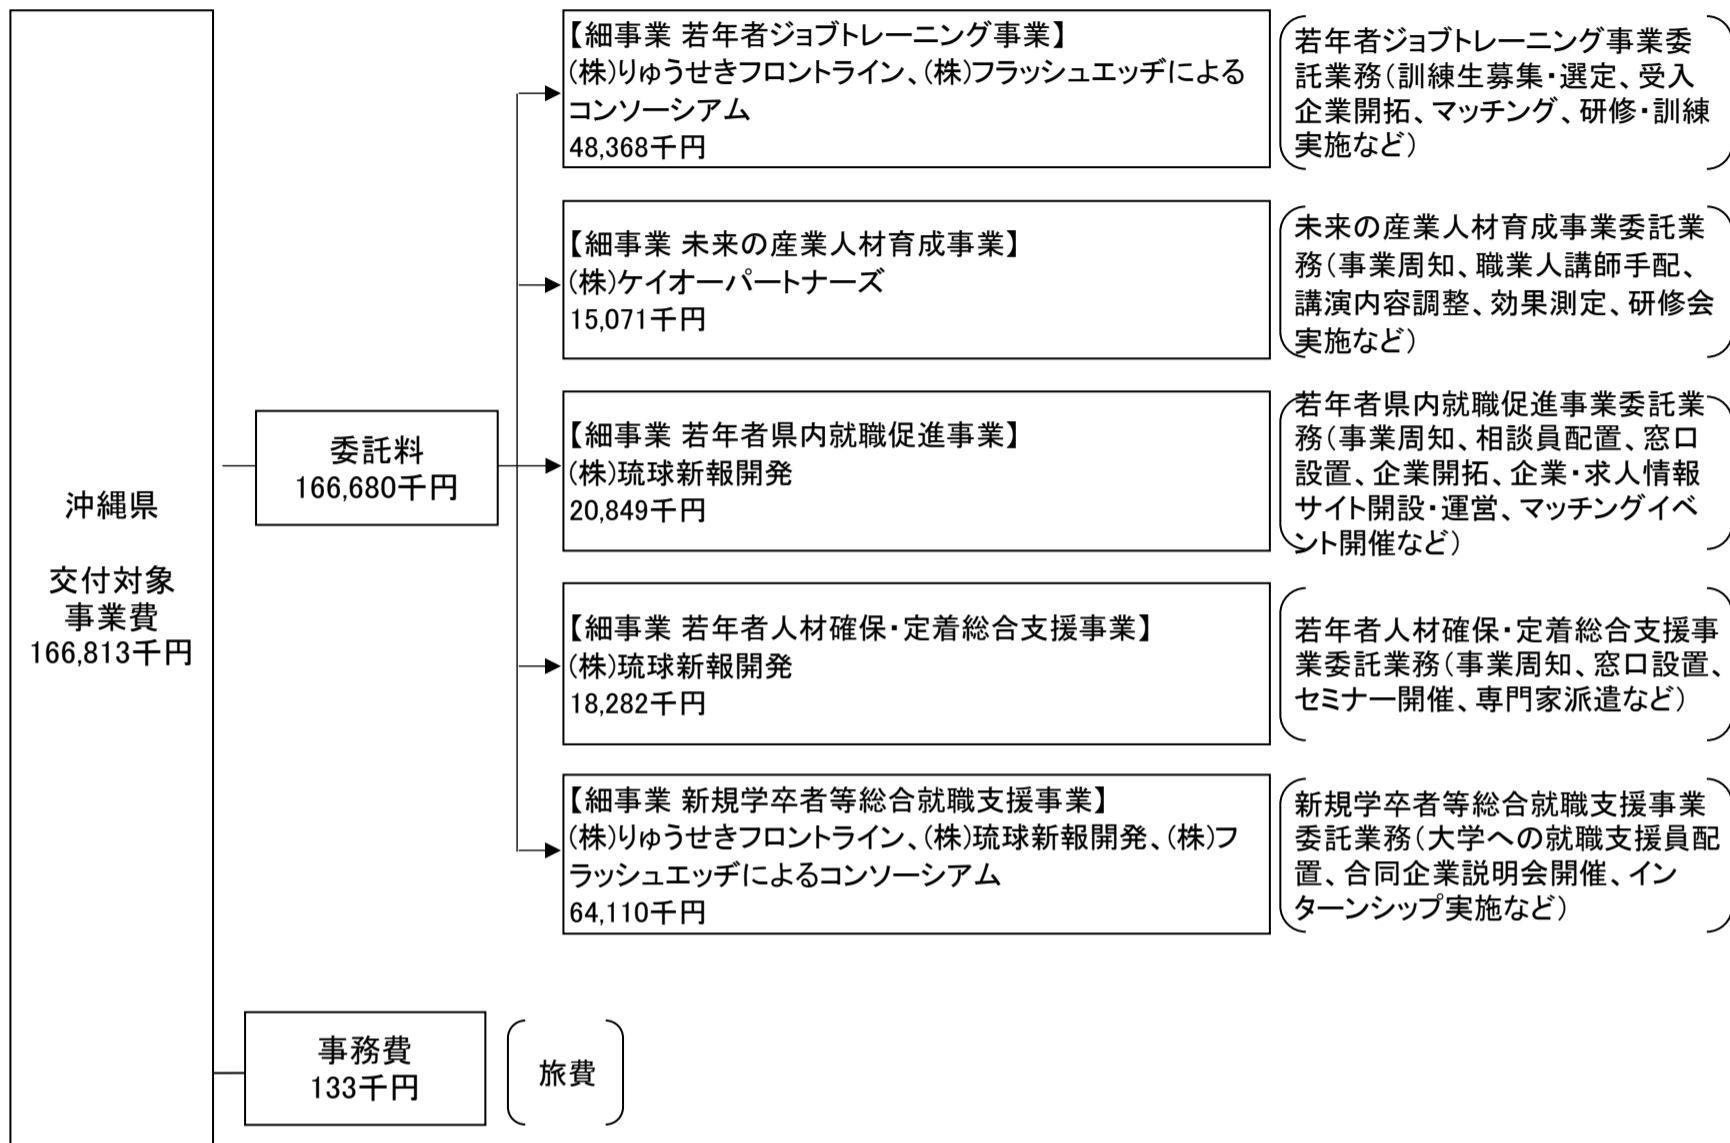 沖縄県
交付対象
事業費
166,813千円
委託料
166,680千円
【細事業 若年者ジョブトレーニング事業】
(株)りゅうせきフロントライン、(株)フラッシュエッヂによる
コンソーシアム
48,368千円
若年者ジョブトレーニング事業委
託業務(訓練生募集・選定、受入
企業開拓、マッチング、研修・訓練
実施など)
【細事業 未来の産業人材育成事業】
(株)ケイオーパートナーズ
15,071千円
未来の産業人材育成事業委託業
務(事業周知、職業人講師手配、
講演内容調整、効果測定、研修会
実施など)
【細事業 若年者県内就職促進事業】
(株)琉球新報開発
20,849千円
若年者県内就職促進事業委託業
務(事業周知、相談員配置、窓口
設置、企業開拓、企業・求人情報
サイト開設・運営、マッチングイベ
ント開催など)
【細事業 若年者人材確保・定着総合支援事業】
(株)琉球新報開発
18,282千円
若年者人材確保・定着総合支援事
業委託業務(事業周知、窓口設置、
セミナー開催、専門家派遣など)
【細事業 新規学卒者等総合就職支援事業】
(株)りゅうせきフロントライン、(株)琉球新報開発、(株)フ
ラッシュエッヂによるコンソーシアム
64,110千円
新規学卒者等総合就職支援事業
委託業務(大学への就職支援員配
置、合同企業説明会開催、イン
ターンシップ実施など)
事務費
133千円
旅費